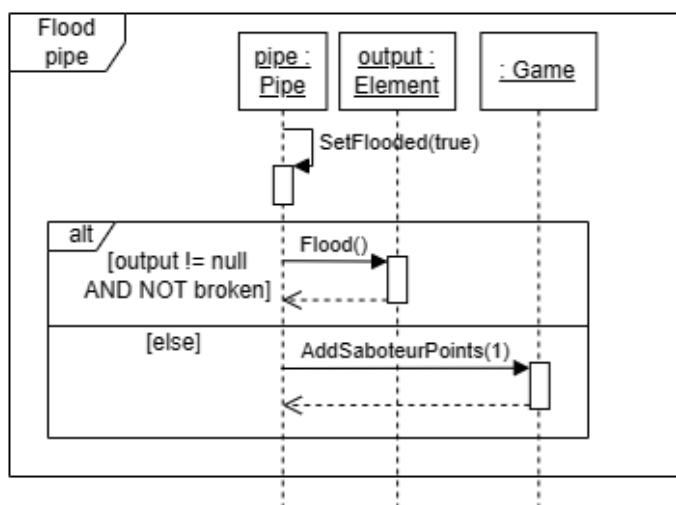 Flood
pipe
pipe :
Pipe
output :
Element
: Game
SetFlooded(true)
alt
[output != null
AND NOT broken]
Flood()
[else]
AddSaboteurPoints(1)